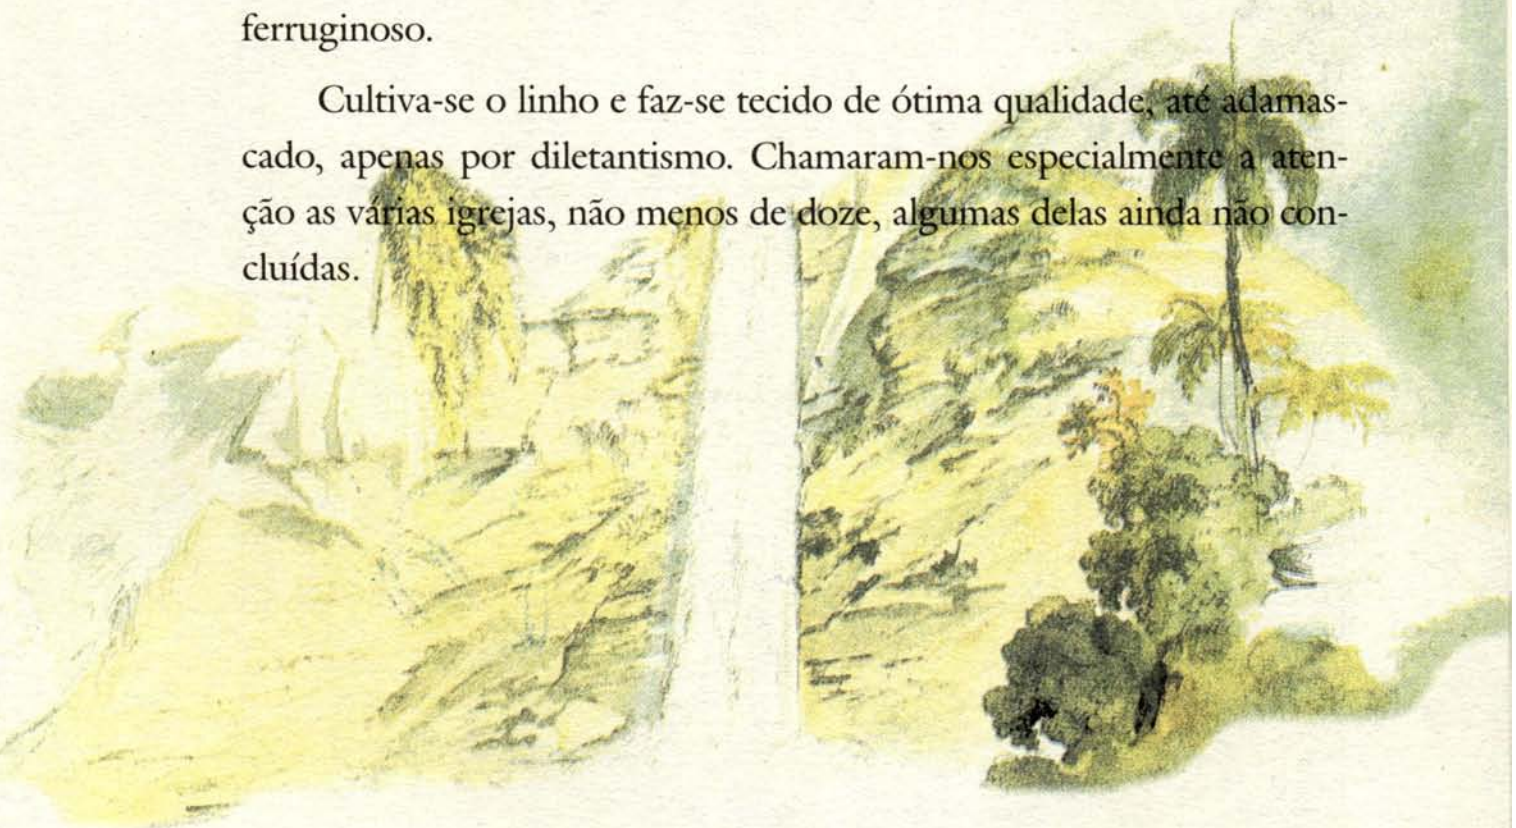 ferruginoso.
Cultiva-se o linho e faz-se tecido de ótima qualidade, até adamas-
cado, apenas por diletantismo. Chamaram-nos especialmente a aten-
ção as várias igrejas, não menos de doze, algumas delas ainda não con-
cluídas.